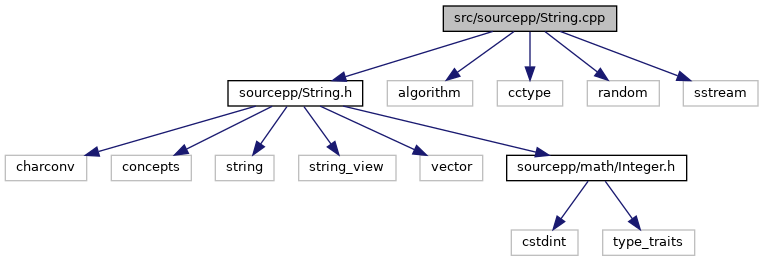 src/sourcepp/String.cpp
sourcepp/String.h
algorithm
cctype
random
sstream
charconv
concepts
string
string_view
vector
sourcepp/math/Integer.h
cstdint
type_traits